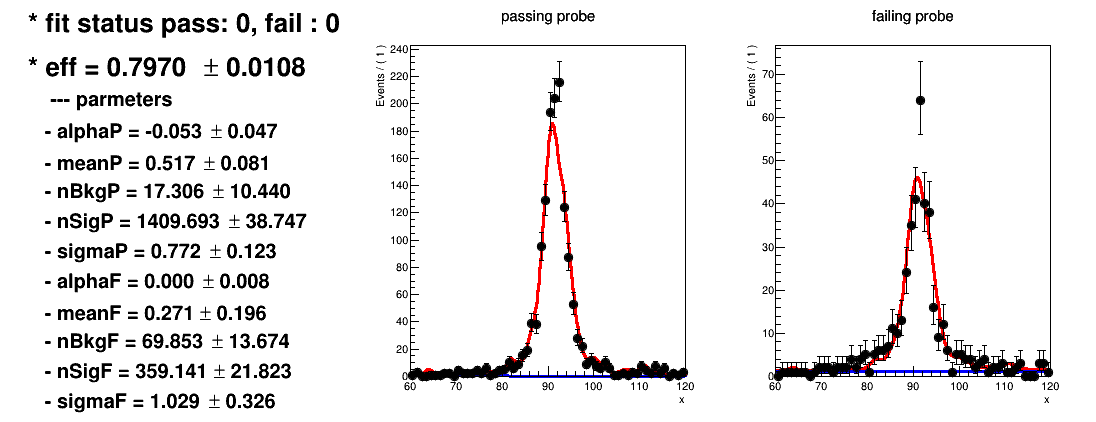 * fit status pass: 0, fail : 0
* eff = 0.7970 ± 0.0108
--- parmeters
- alphaP = -0.053 ± 0.047
- meanP = 0.517 ± 0.081
- nBkgP = 17.306 ± 10.440
- nSigP = 1409.693 ± 38.747
- sigmaP = 0.772 ± 0.123
- alphaF = 0.000 ± 0.008
- meanF = 0.271 ± 0.196
- nBkgF = 69.853 ± 13.674
- nSigF = 359.141 ± 21.823
- sigmaF = 1.029 ± 0.326
passing probe
Events / ( 1 )
240
220
200
180
160
140
120
100
80
60
40
20
0
60 70 80 90 100 110 120
x
failing probe
Events / ( 1 )
70
60
50
40
30
20
10
0
60 70 80 90 100 110 120
x